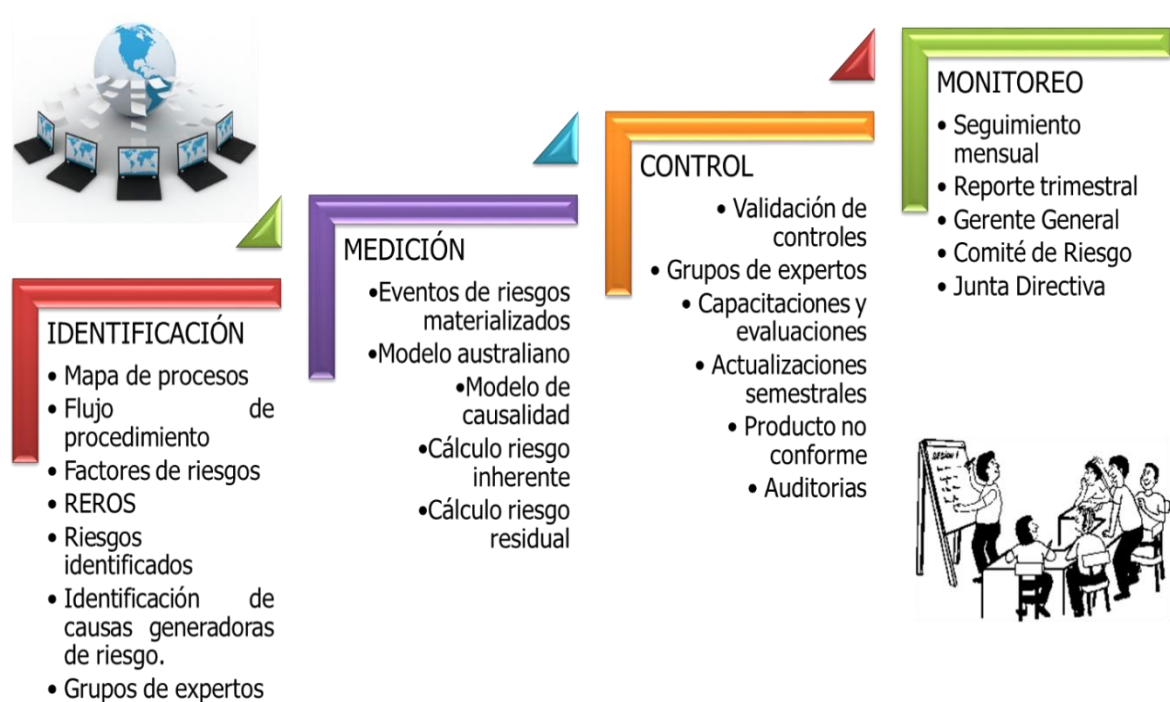 IDENTIFICACIÓN
• Mapa de procesos
• Flujo de
procedimiento
• Factores de riesgos
• REROS
• Riesgos
identificados
• Identificación de
causas generadoras
de riesgo.
• Grupos de expertos
MEDICIÓN
•Eventos de riesgos
materializados
•Modelo australiano
•Modelo de
causalidad
•Cálculo riesgo
inherente
•Cálculo riesgo
residual
CONTROL
• Validación de
controles
• Grupos de expertos
• Capacitaciones y
evaluaciones
• Actualizaciones
semestrales
• Producto no
conforme
• Auditorias
MONITOREO
• Seguimiento
mensual
• Reporte trimestral
• Gerente General
• Comité de Riesgo
• Junta Directiva